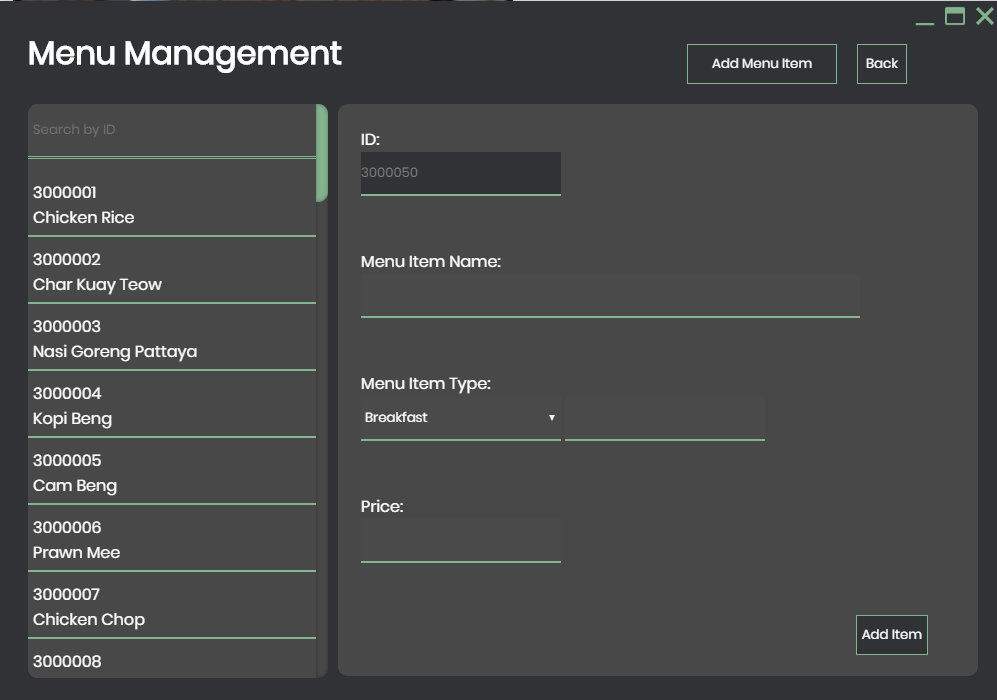 Menu Management
Add Menu Item
Back
Search by ID
3000001
Chicken Rice
3000002
Char Kuay Teow
3000003
Nasi Goreng Pattaya
3000004
Kopi Beng
3000005
Cam Beng
3000006
Prawn Mee
3000007
Chicken Chop
3000008
ID:
3000050
Menu Item Name:
Menu Item Type:
Breakfast
Price:
Add Item